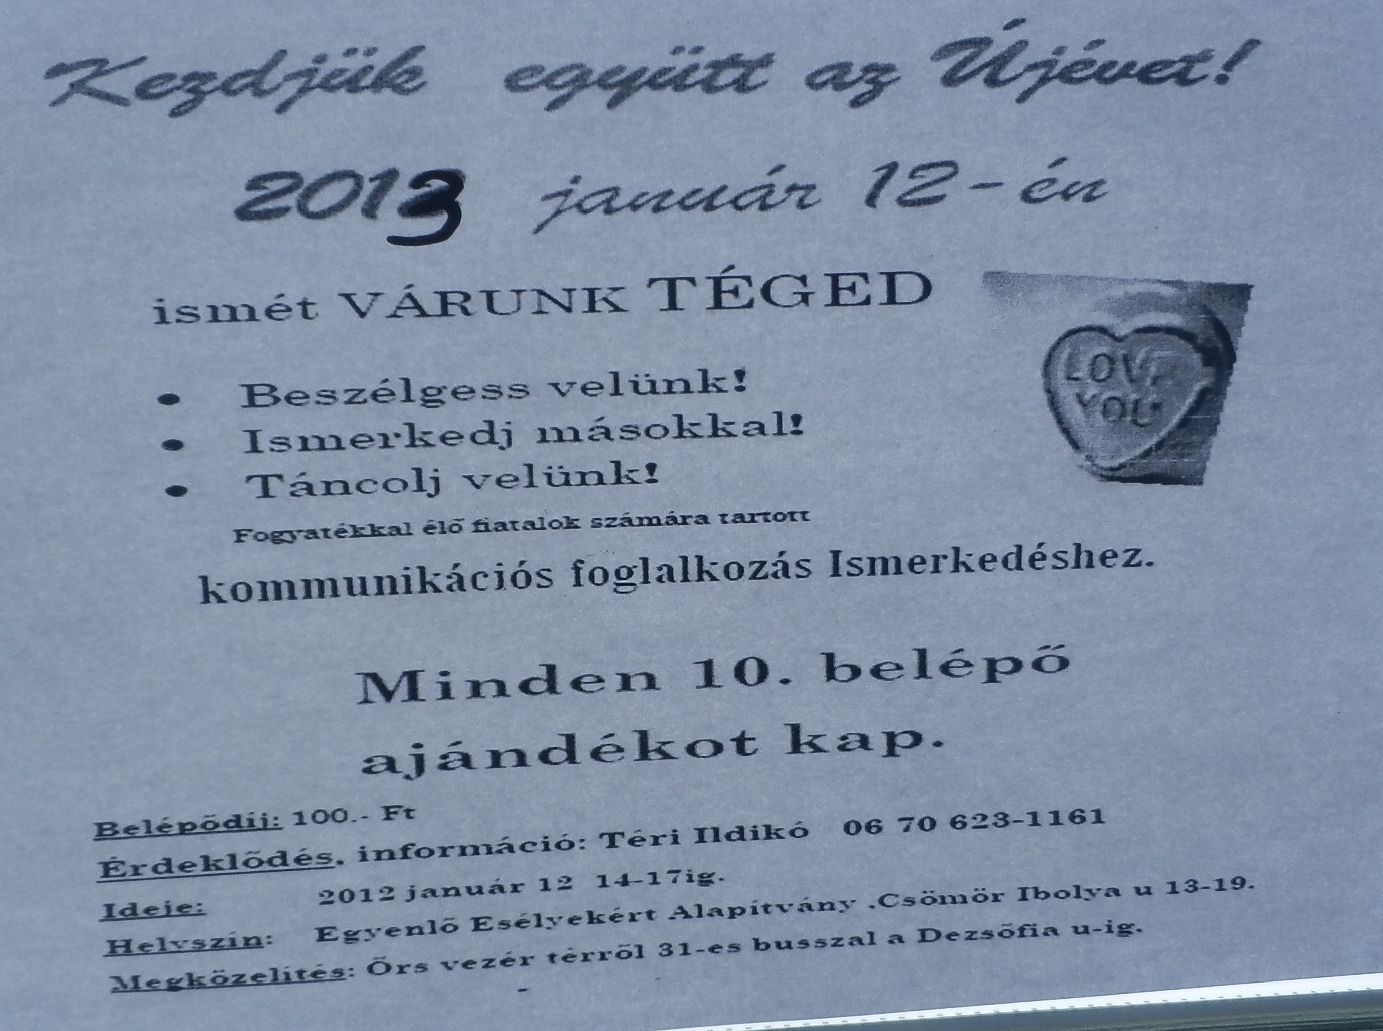 Kezdjük együtt az Újévet!
2013 január 12-én
ismét VÁRUNK TÉGED
LOVE
YOU
• Beszélgess velünk!
• Ismerkedj másokkal!
• Táncolj velünk!
Fogyatékkal élő fiatalok számára tartott
kommunikációs foglalkozás Ismerkedéshez.
Minden 10. belépő
ajándékot kap.
Belépődíj: 100.- Ft
Érdeklődés, információ: Téri Ildikó 06 70 623-1161
Ideje: 2012 január 12 14-17ig.
Helyszín: Egyenlő Esélyekért Alapítvány .Csömör Ibolya u 13-19.
Megközelítés: Örs vezér térről 31-es busszal a Dezsőfia u-ig.